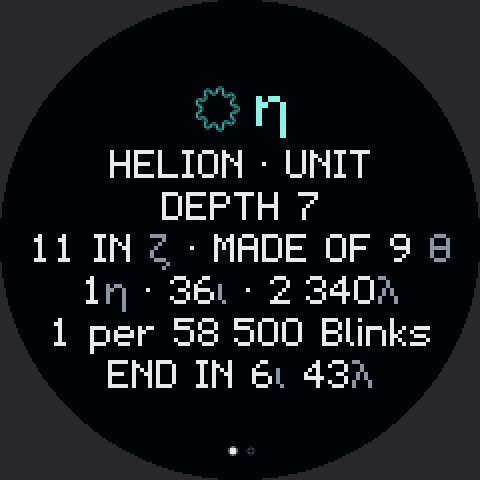 η
HELION · UNIT
DEPTH 7
11 IN ζ · MADE OF 9 θ
1η · 36ι · 2 340λ
1 per 58 500 Blinks
END IN 6ι 43λ